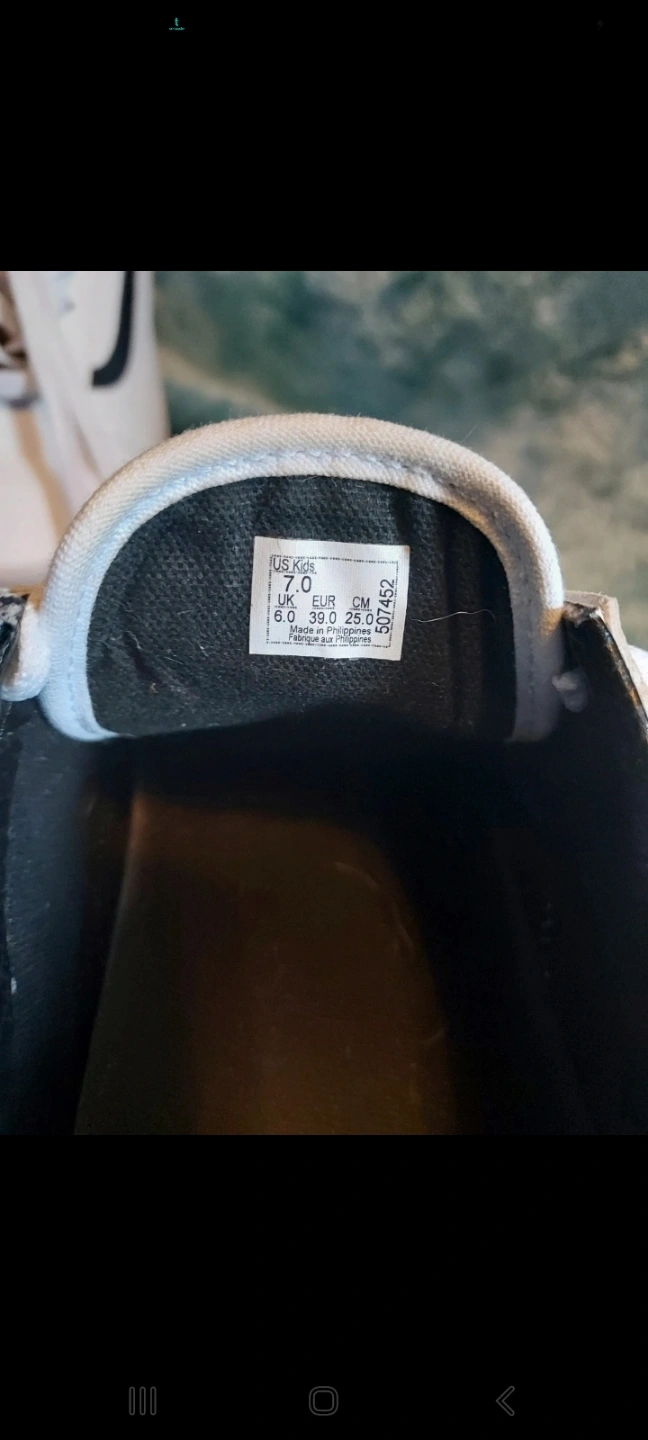 US Kids
7.0
UK EUR CM
6.0 39.0 25.0
Made in Philippines
Fabrique aux Philippines
507452